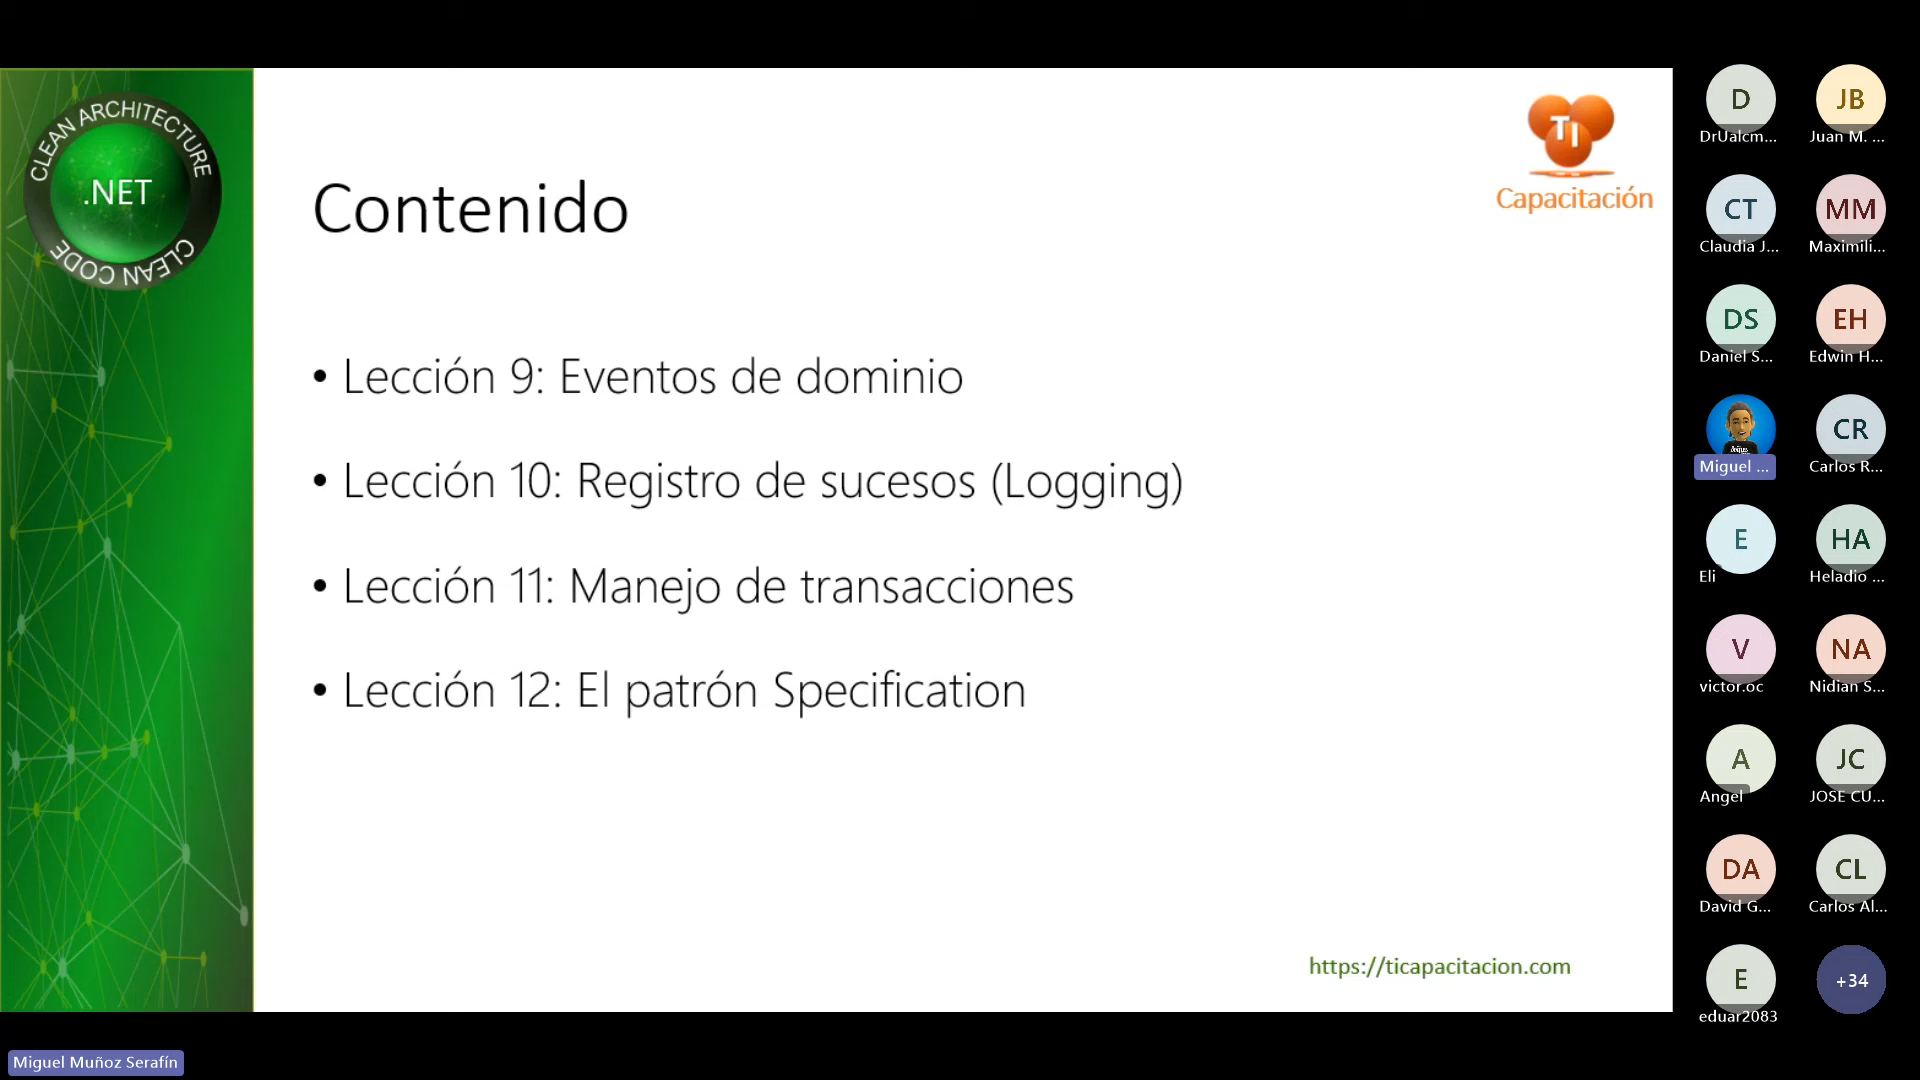 CLEAN ARCHITECTURE
.NET
CLEAN CODE
TI
Capacitación
Contenido
• Lección 9: Eventos de dominio
• Lección 10: Registro de sucesos (Logging)
• Lección 11: Manejo de transacciones
• Lección 12: El patrón Specification
https://ticapacitacion.com
D
DrUalcm...
JB
Juan M. ...
CT
Claudia J...
MM
Maximili...
DS
Daniel S...
EH
Edwin H...
Miguel ...
CR
Carlos R...
E
Eli
HA
Heladio ...
V
victor.oc
NA
Nidian S...
A
Angel
JC
JOSE CU...
DA
David G...
CL
Carlos Al...
E
eduar2083
+34
Miguel Muñoz Serafín